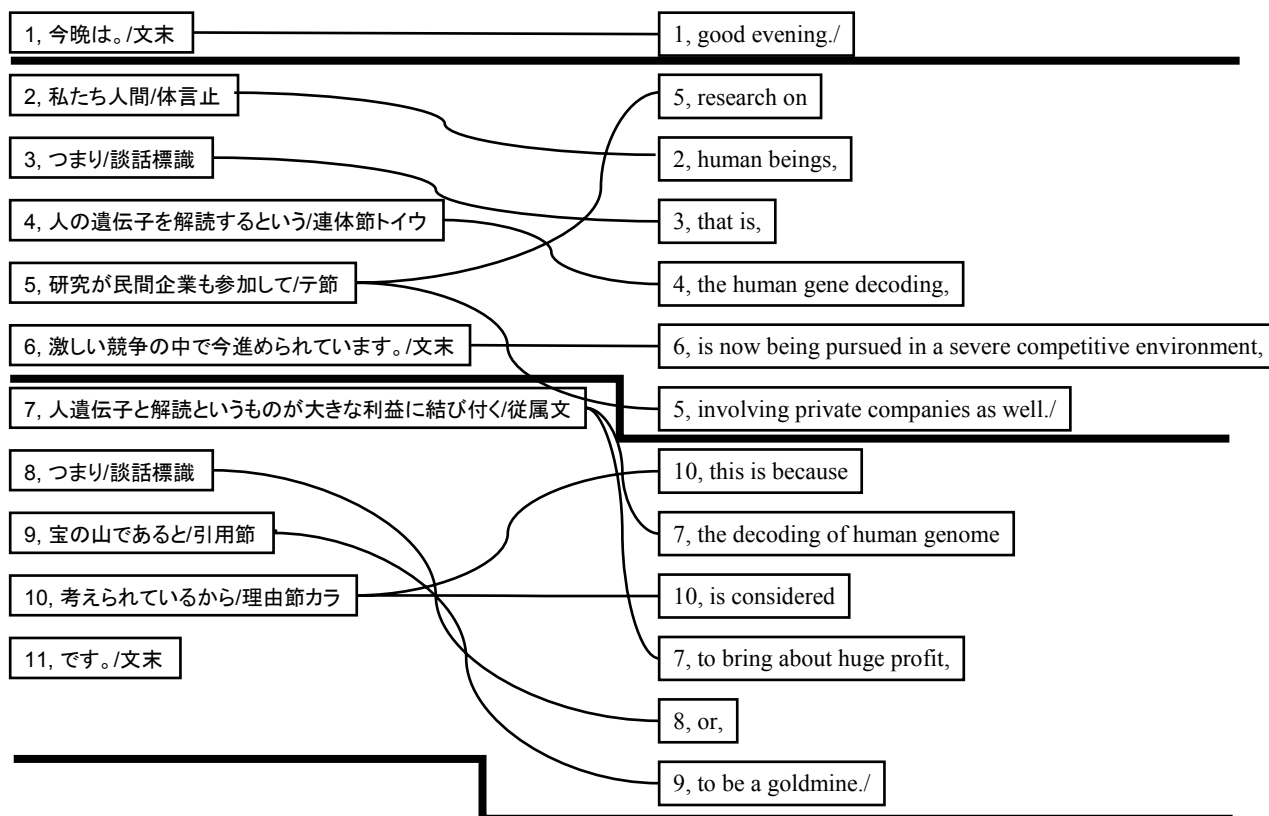 1, 今晩は。/文末
1, good evening./
2, 私たち人間/体言止
5, research on
2, human beings,
3, つまり/談話標識
3, that is,
4, 人の遺伝子を解読するという/連体節トイウ
4, the human gene decoding,
5, 研究が民間企業も参加して/テ節
6, 激しい競争の中で今進められています。/文末
6, is now being pursued in a severe competitive environment,
7, 人遺伝子と解読というものが大きな利益に結び付く/従属文
5, involving private companies as well./
8, つまり/談話標識
10, this is because
9, 宝の山であると/引用節
7, the decoding of human genome
10, 考えられているから/理由節カラ
10, is considered
11, です。/文末
7, to bring about huge profit,
8, or,
9, to be a goldmine./